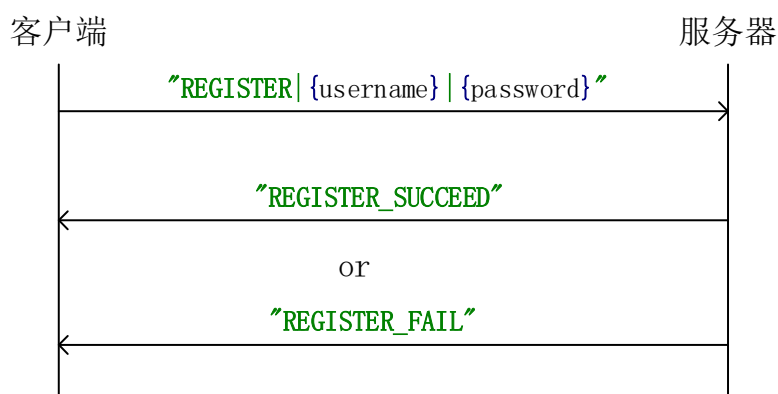 客户端 服务器
"REGISTER|{username}|{password}"
"REGISTER_SUCCEED"
or
"REGISTER_FAIL"